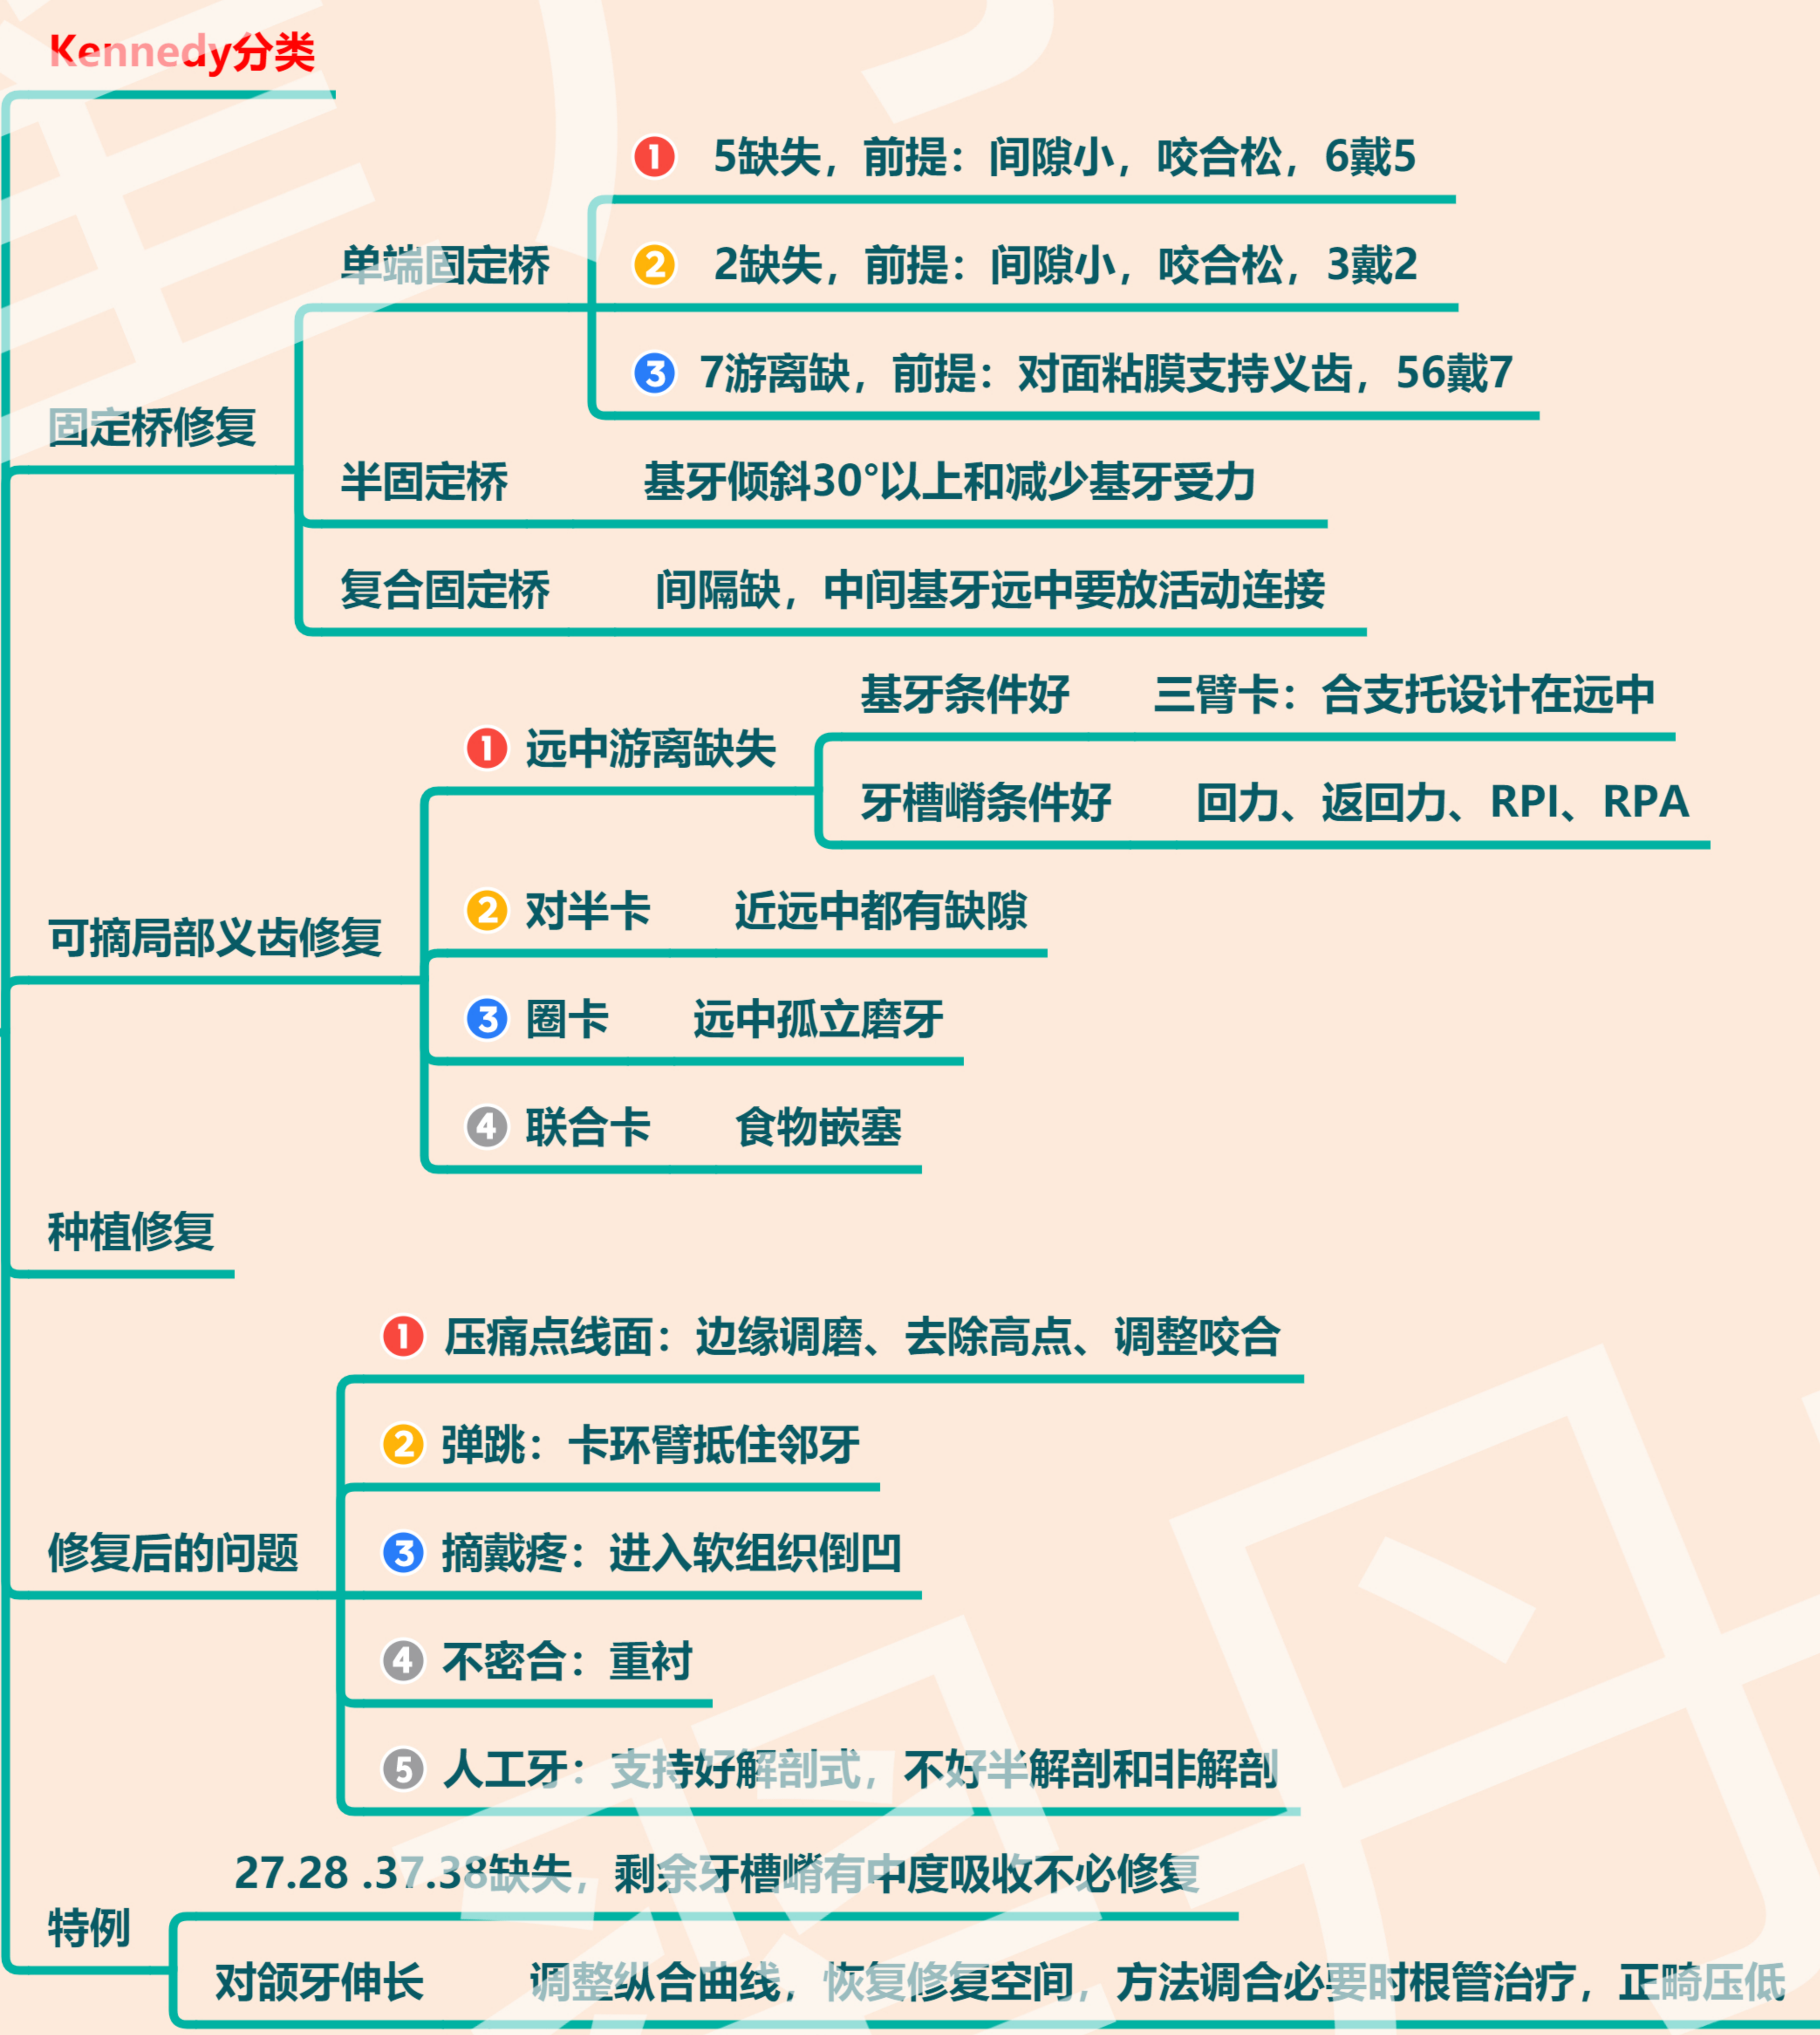 Kennedy分类
固定桥修复
单端固定桥
1 5缺失，前提：间隙小，咬合松，6戴5
2 2缺失，前提：间隙小，咬合松，3戴2
3 7游离缺，前提：对面粘膜支持义齿，56戴7
半固定桥 基牙倾斜30°以上和减少基牙受力
复合固定桥 间隔缺，中间基牙远中要放活动连接
可摘局部义齿修复
1 远中游离缺失
基牙条件好 三臂卡：合支托设计在远中
牙槽嵴条件好 回力、返回力、RPI、RPA
2 对半卡 近远中都有缺隙
3 圈卡 远中孤立磨牙
4 联合卡 食物嵌塞
种植修复
修复后的问题
1 压痛点线面：边缘调磨、去除高点、调整咬合
2 弹跳：卡环臂抵住邻牙
3 摘戴疼：进入软组织倒凹
4 不密合：重衬
5 人工牙：支持好解剖式，不好半解剖和非解剖
特例
27.28 .37.38缺失，剩余牙槽嵴有中度吸收不必修复
对颌牙伸长 调整纵合曲线，恢复修复空间，方法调合必要时根管治疗，正畸压低